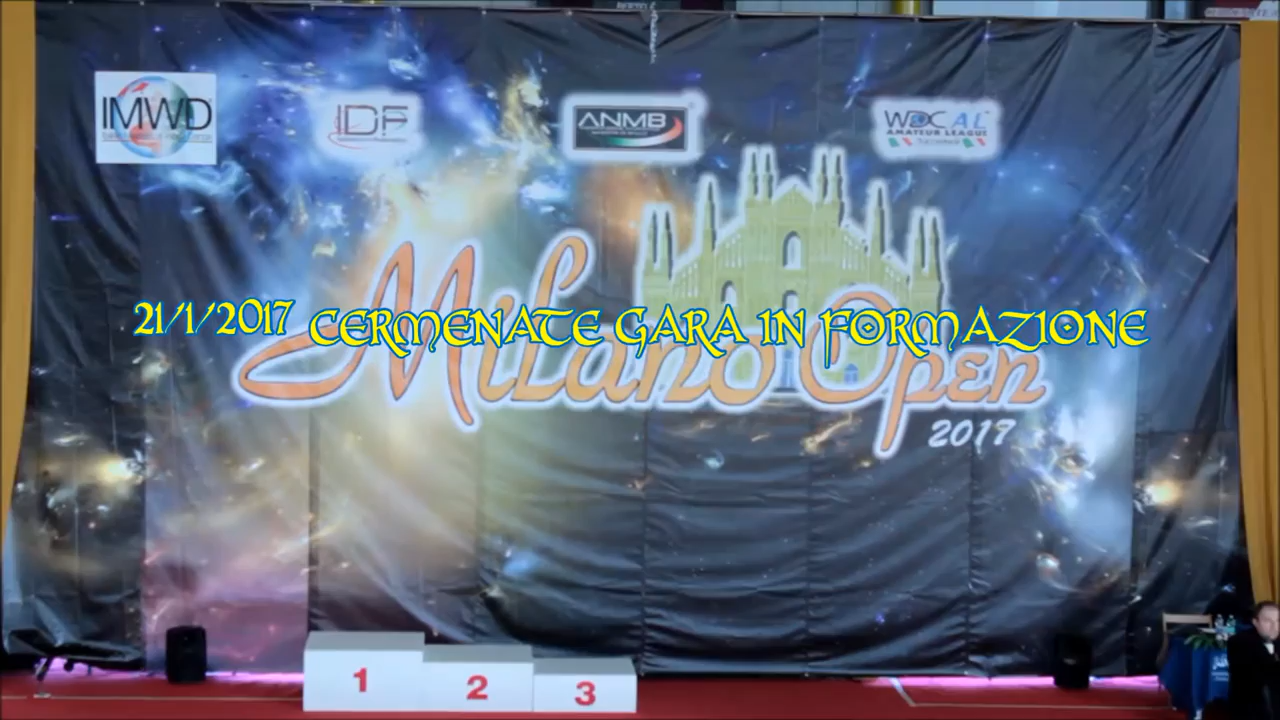 IMWD
IDF
ANMB
WDC AL
AMATEUR LEAGUE
21/1/2017 CERMENATE GARA IN FORMAZIONE
Milano Open
2017
1
2
3